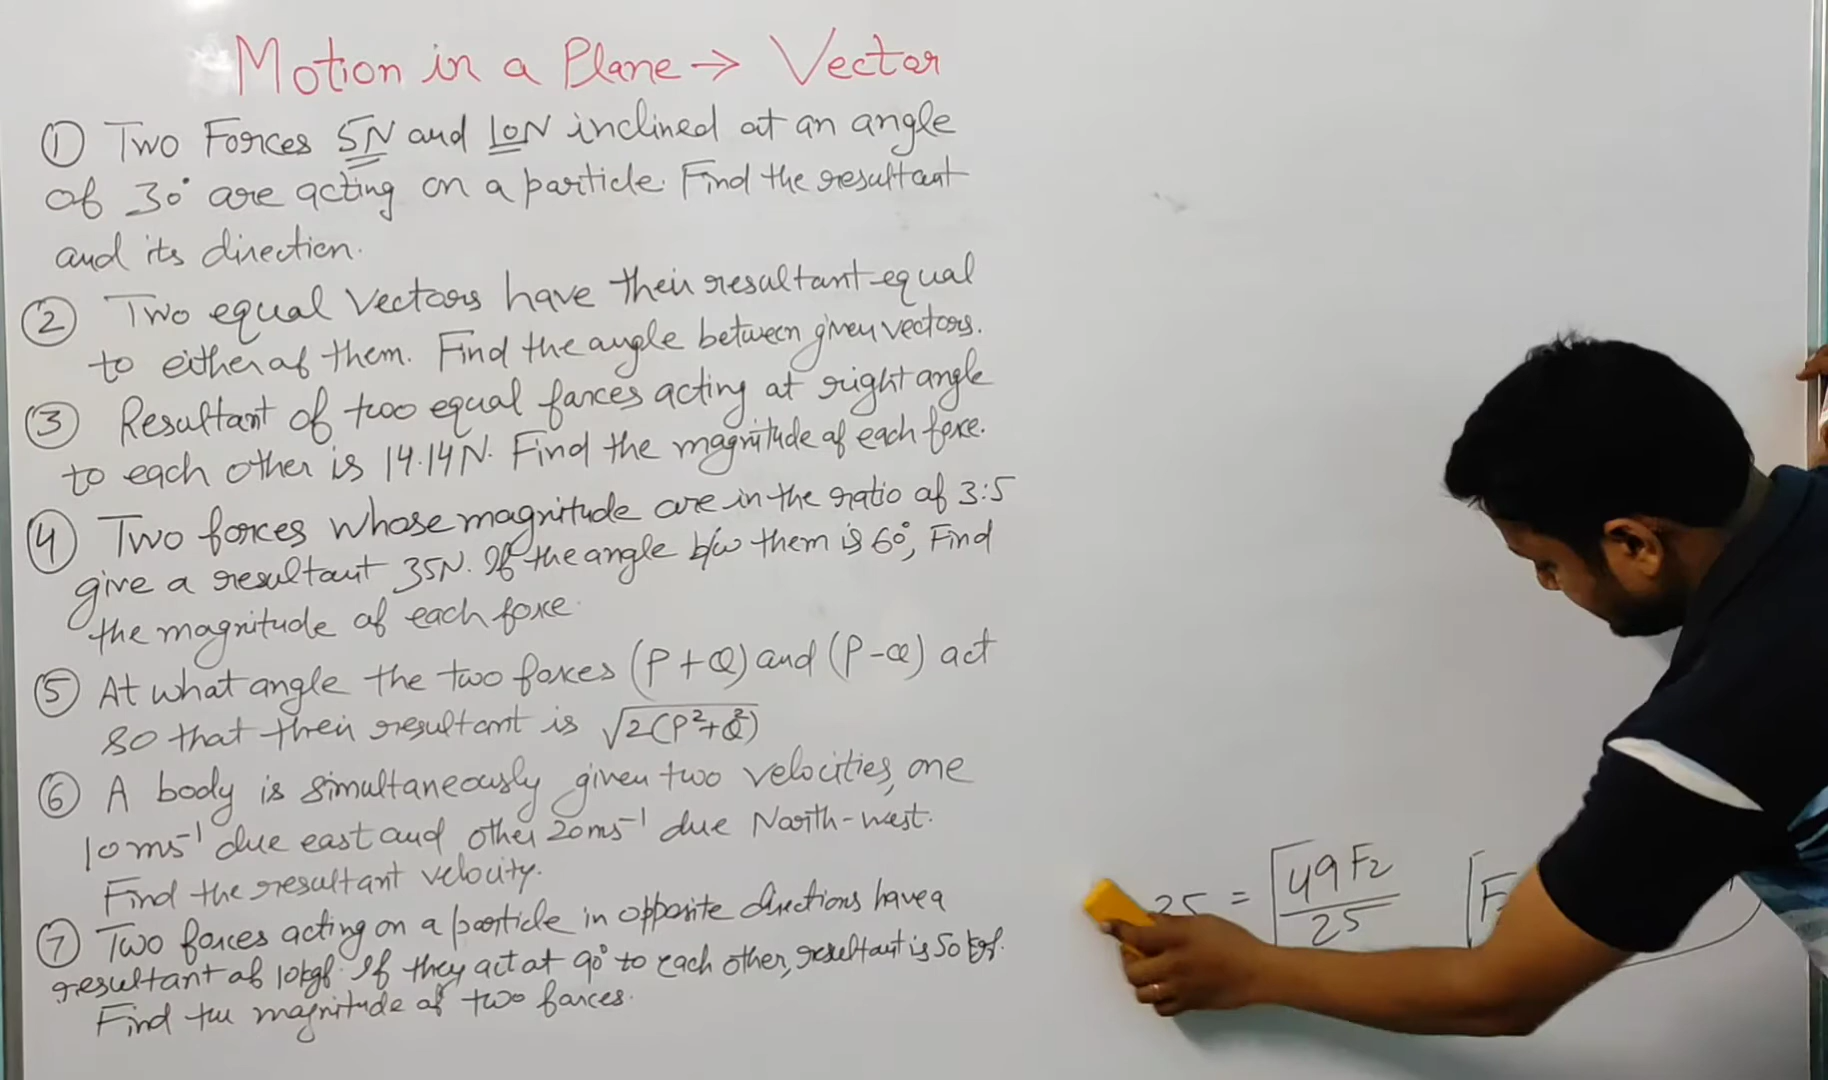 Motion in a Plane → Vector
① Two Forces 5N and 10N inclined at an angle
of 30° are acting on a particle. Find the resultant
and its direction.
② Two equal Vectors have their resultant equal
to either of them. Find the angle between given vectors.
③ Resultant of two equal forces acting at right angle
to each other is 14.14N. Find the magnitude of each force.
④ Two forces whose magnitude are in the ratio of 3:5
give a resultant 35N. If the angle b/w them is 60°, Find
the magnitude of each force.
⑤ At what angle the two forces (P+Q) and (P-Q) act
so that their resultant is √2(P²+Q²)
⑥ A body is simultaneously given two velocities, one
10ms⁻¹ due east and other 20ms⁻¹ due North-west.
Find the resultant velocity.
⑦ Two forces acting on a particle in opposite directions have a
resultant of 10kgf. If they act at 90° to each other, resultant is 50 kgf.
Find the magnitude of two forces.
25 = 49 F2
25